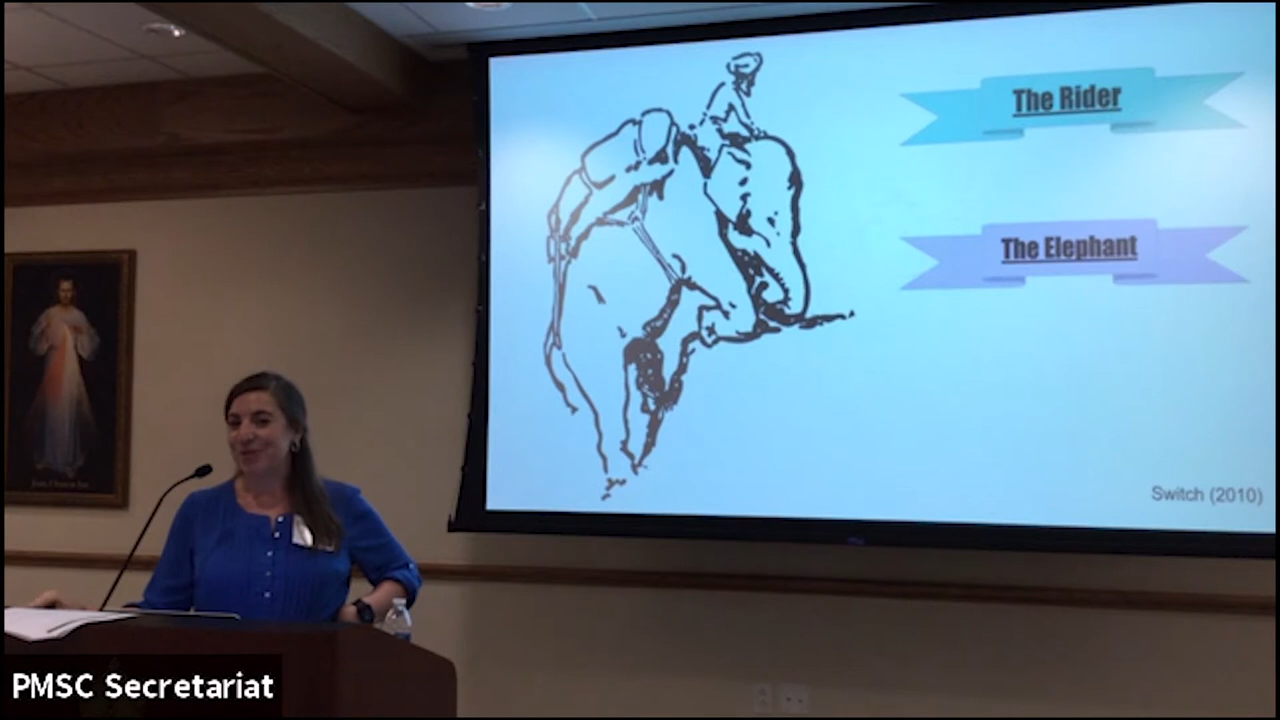 The Rider
The Elephant
Switch (2010)
PMSC Secretariat